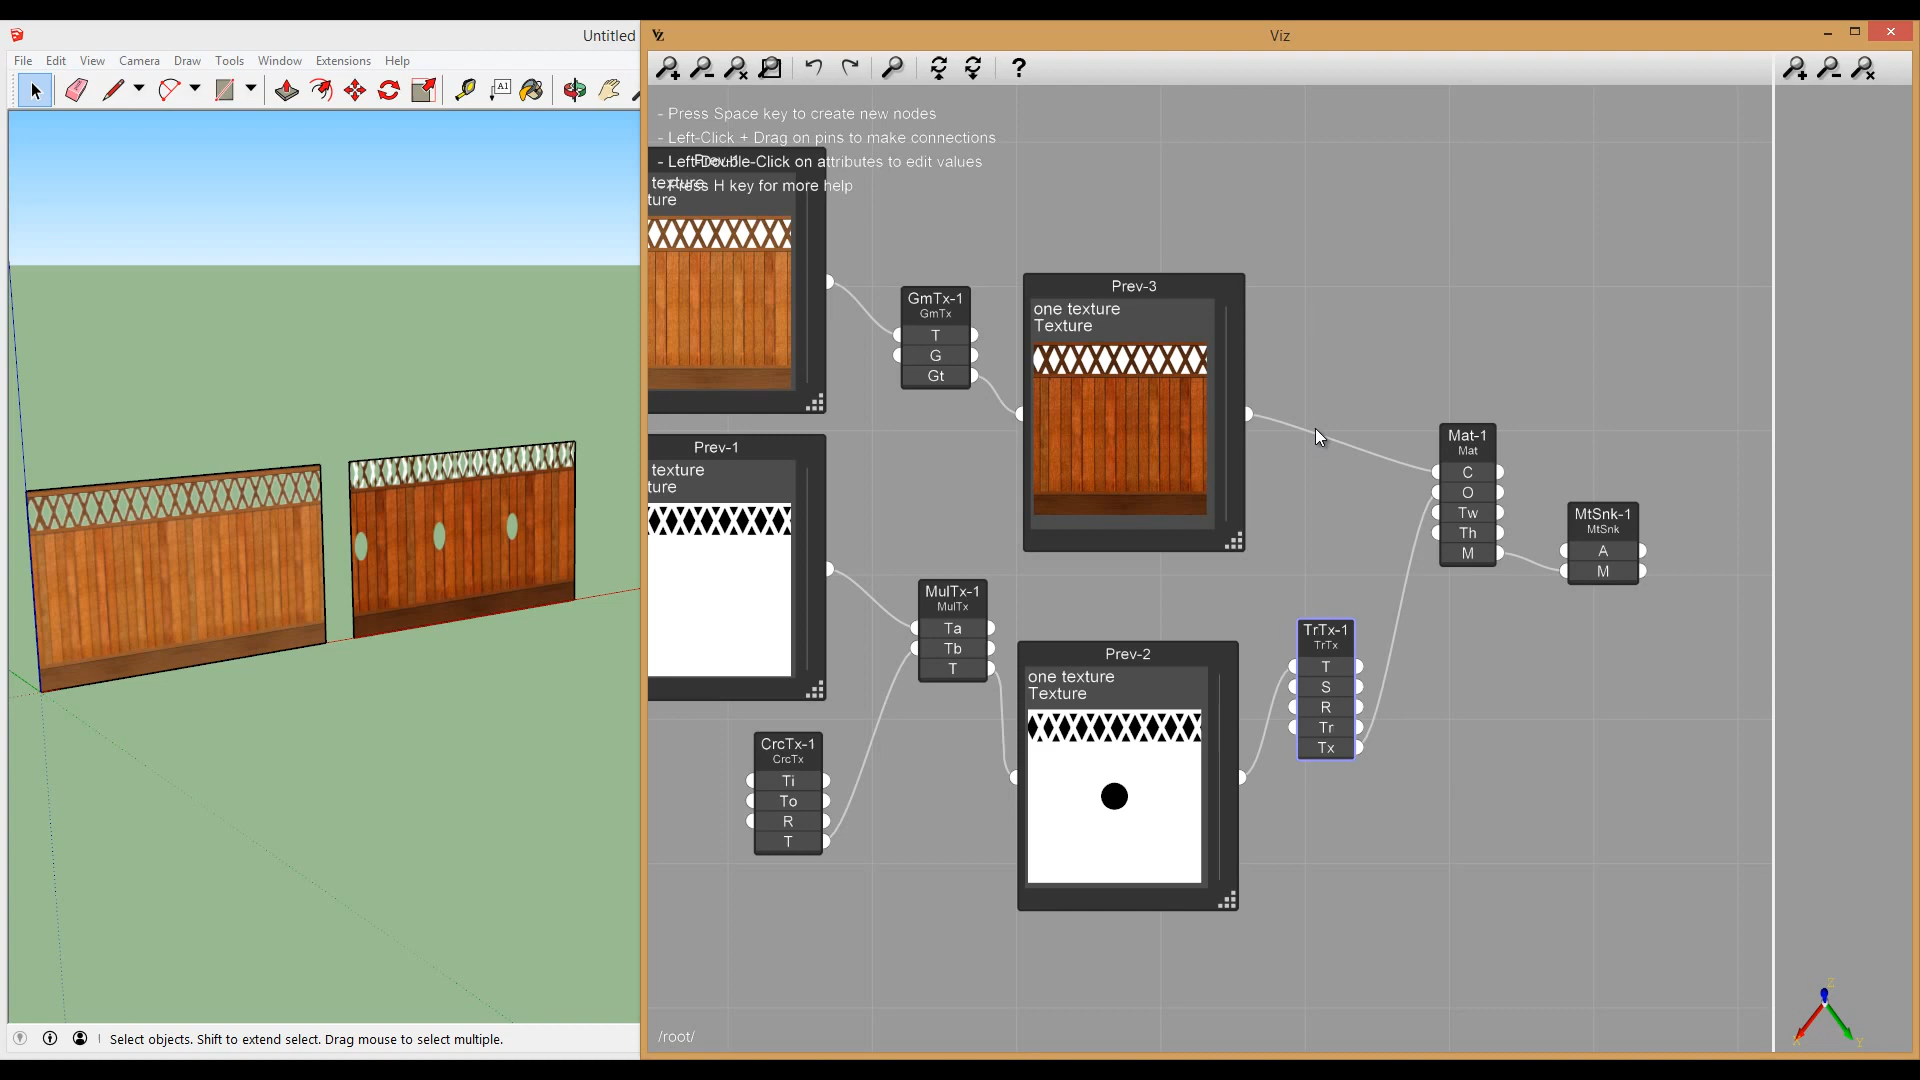 Untitled
Viz
File Edit View Camera Draw Tools Window Extensions Help
A1
?
- Press Space key to create new nodes
- Left-Click + Drag on pins to make connections
- Left-Double-Click on attributes to edit values
- Press H key for more help
texture
ture
GmTx-1
GmTx
T
G
Gt
Prev-3
one texture
Texture
Prev-1
texture
ture
Mat-1
Mat
C
O
Tw
Th
M
MtSnk-1
MtSnk
A
M
MulTx-1
MulTx
Ta
Tb
T
Prev-2
one texture
Texture
TrTx-1
TrTx
T
S
R
Tr
Tx
CrcTx-1
CrcTx
Ti
To
R
T
/root/
Z
X
Y
Select objects. Shift to extend select. Drag mouse to select multiple.